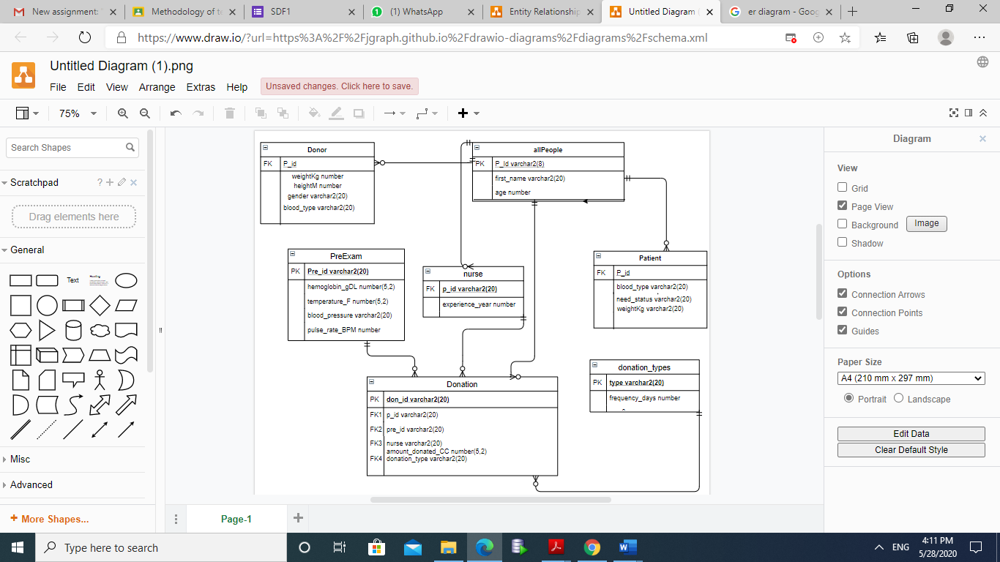 New assignment:
Methodology of te
SDF1
(1) WhatsApp
Entity Relationship
Untitled Diagram (
er diagram - Goog
https://www.draw.io/?url=https%3A%2F%2Fjgraph.github.io%2Fdrawio-diagrams%2Fdiagrams%2Fschema.xml
Untitled Diagram (1).png
File Edit View Arrange Extras Help
Unsaved changes. Click here to save.
75%
Search Shapes
Scratchpad
?
Drag elements here
General
Text
Heading
Misc
Advanced
+ More Shapes...
Donor
FK P_id
weightKg number
heightM number
gender varchar2(20)
blood_type varchar2(20)
allPeople
PK P_Id varchar2(8)
first_name varchar2(20)
age number
PreExam
PK Pre_id varchar2(20)
hemoglobin_gDL number(5,2)
temperature_F number(5,2)
blood_pressure varchar2(20)
pulse_rate_BPM number
nurse
FK p_id varchar2(20)
experience_year number
Patient
FK P_id
blood_type varchar2(20)
need_status varchar2(20)
weightKg varchar2(20)
donation_types
PK type varchar2(20)
frequency_days number
Donation
PK don_id varchar2(20)
FK1 p_id varchar2(20)
FK2 pre_id varchar2(20)
FK3 nurse varchar2(20)
amount_donated_CC number(5,2)
FK4 donation_type varchar2(20)
Page-1
Diagram
View
Grid
Page View
Background Image
Shadow
Options
Connection Arrows
Connection Points
Guides
Paper Size
A4 (210 mm x 297 mm)
Portrait Landscape
Edit Data
Clear Default Style
Type here to search
ENG
4:11 PM
5/28/2020